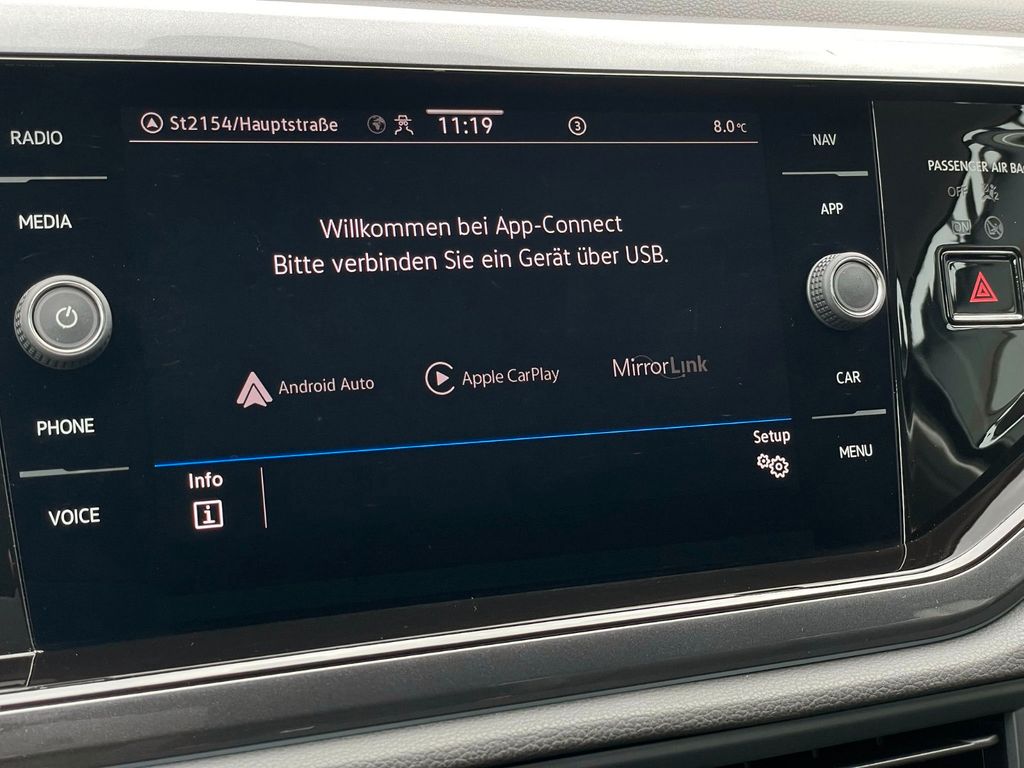 RADIO
MEDIA
PHONE
VOICE
St2154/Hauptstraße
11:19
3
8.0°C
Willkommen bei App-Connect
Bitte verbinden Sie ein Gerät über USB.
Android Auto
Apple CarPlay
MirrorLink
Info
i
Setup
NAV
APP
CAR
MENU
PASSENGER AIR BA
OFF
ON